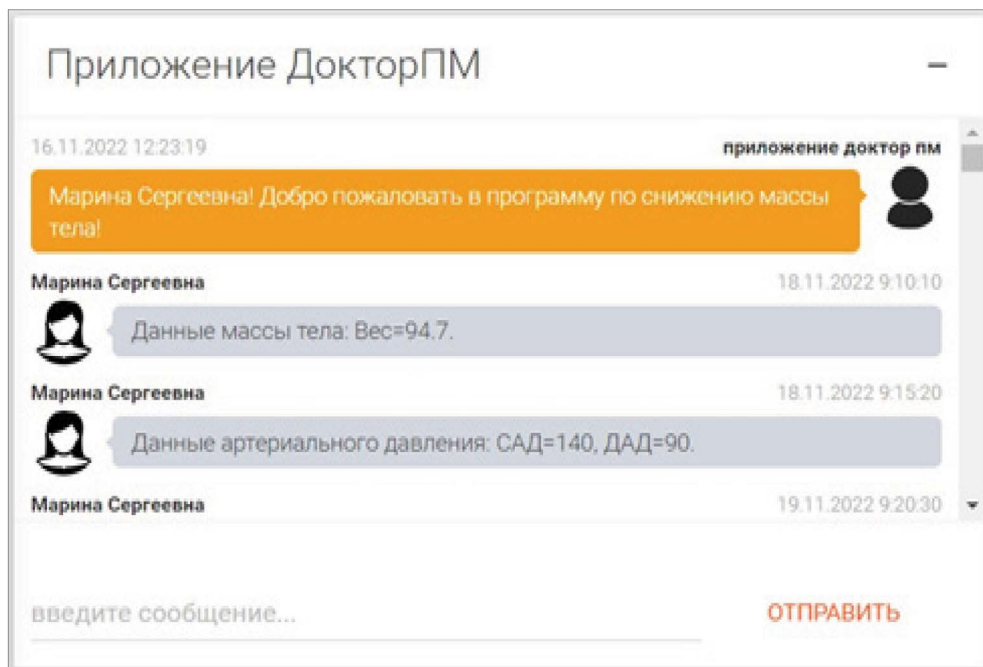 Приложение ДокторПМ
16.11.2022 12:23:19
приложение доктор пм
Марина Сергеевна! Добро пожаловать в программу по снижению массы
тела!
Марина Сергеевна
18.11.2022 9:10:10
Данные массы тела: Вес=94.7.
Марина Сергеевна
18.11.2022 9:15:20
Данные артериального давления: САД=140, ДАД=90.
Марина Сергеевна
19.11.2022 9:20:30
введите сообщение...
ОТПРАВИТЬ